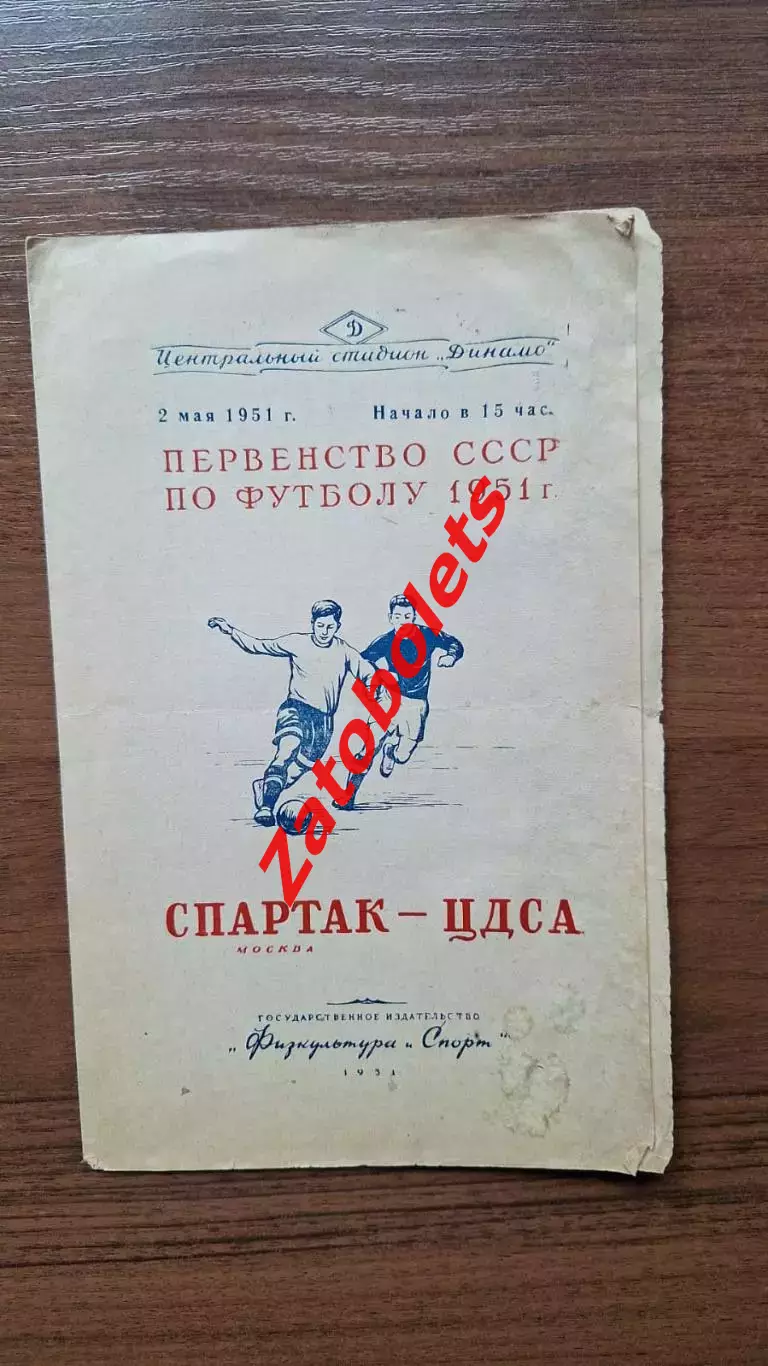 Д
Центральный стадион „Динамо"
2 мая 1951 г. Начало в 15 час.
ПЕРВЕНСТВО СССР
ПО ФУТБОЛУ 1951 г.
Zatobolets
СПАРТАК — ЦДСА
МОСКВА
ГОСУДАРСТВЕННОЕ ИЗДАТЕЛЬСТВО
„Физкультура и Спорт"
1951